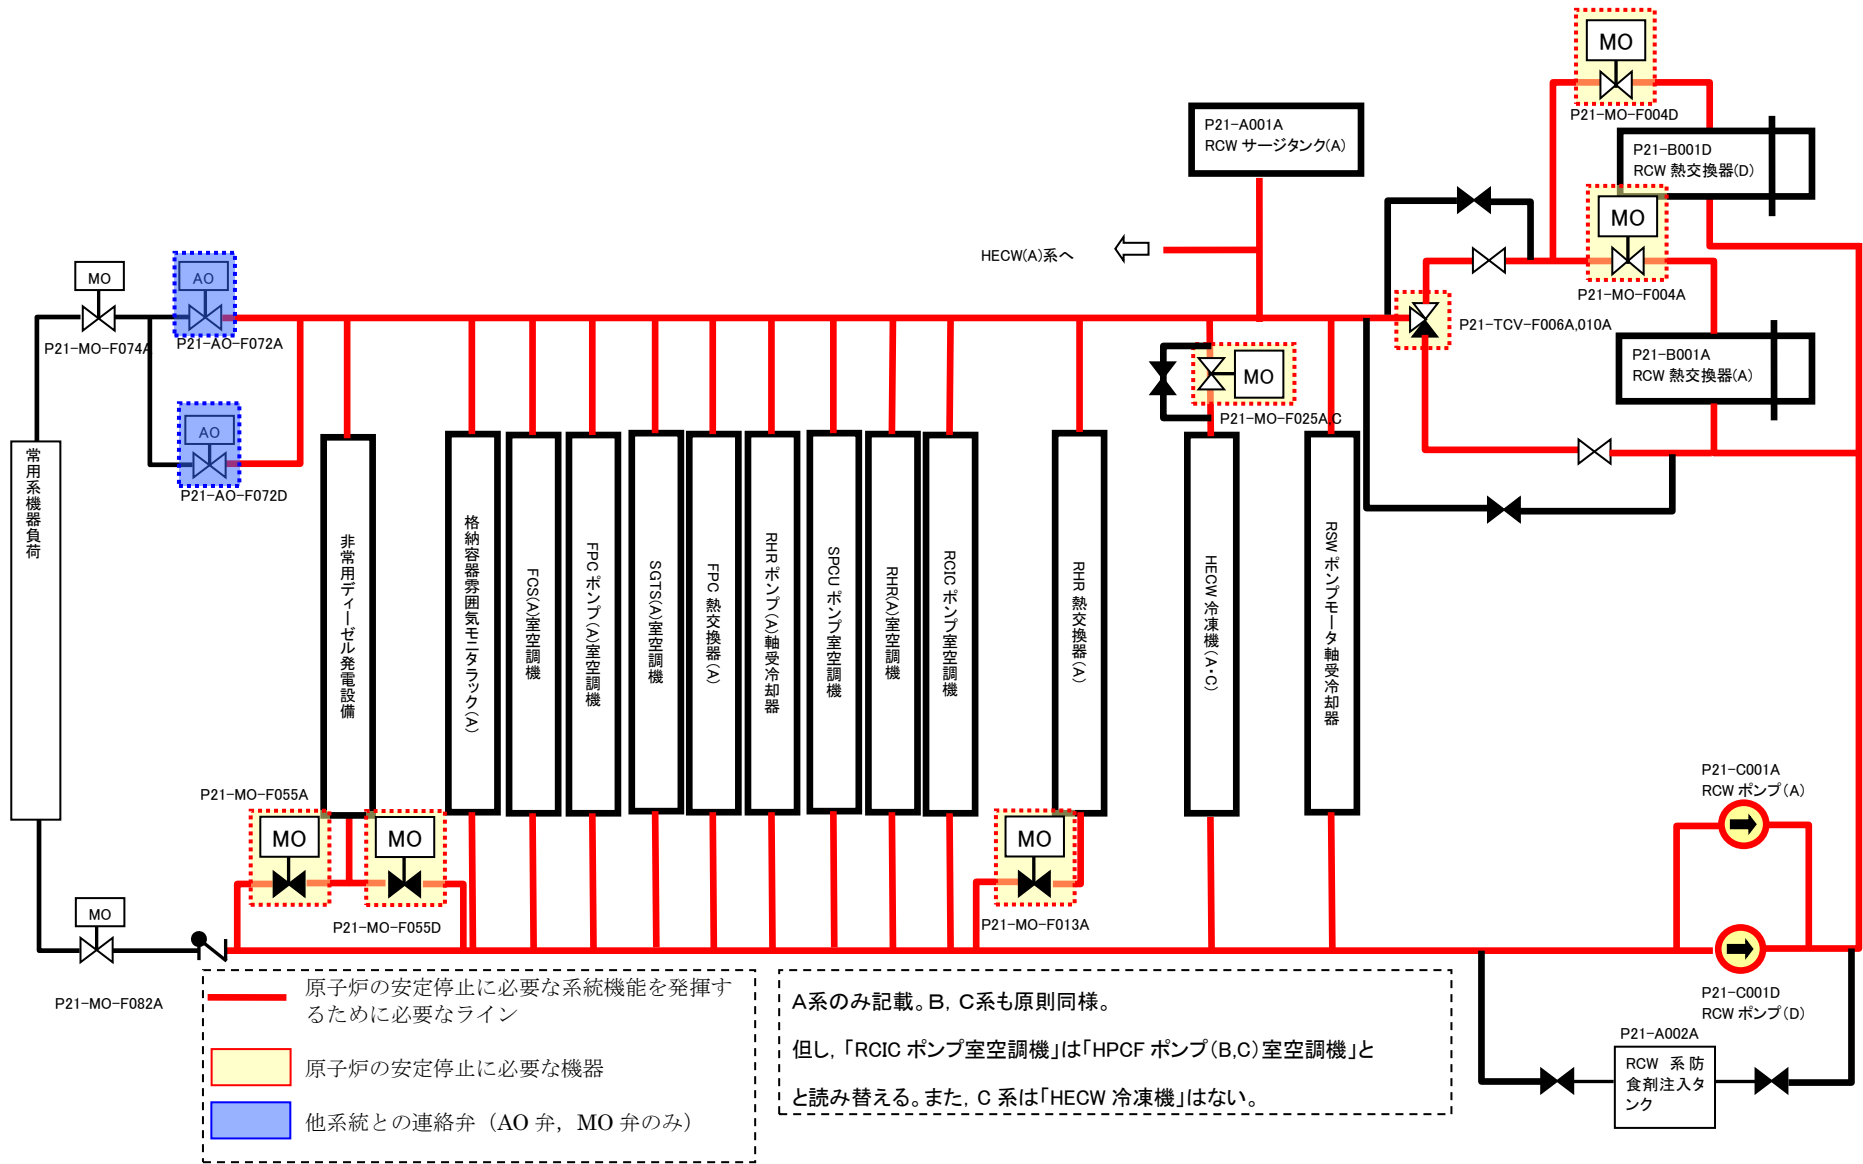 MO
P21-MO-F004D
P21-A001A
RCW サージタンク(A)
P21-B001D
RCW 熱交換器(D)
MO
HECW(A)系へ
P21-MO-F004A
MO
AO
P21-MO-F074A
P21-AO-F072A
P21-TCV-F006A,010A
P21-B001A
RCW 熱交換器(A)
MO
P21-MO-F025A,C
AO
P21-AO-F072D
常用系機器負荷
非常用ディーゼル発電設備
格納容器雰囲気モニタラック(A)
FCS(A)室空調機
FPC ポンプ(A)室空調機
SGTS(A)室空調機
FPC 熱交換器(A)
RHR ポンプ(A)軸受冷却器
SPCU ポンプ室空調機
RHR(A)室空調機
RCIC ポンプ室空調機
RHR 熱交換器(A)
HECW 冷凍機(A・C)
RSW ポンプモータ軸受冷却器
P21-MO-F055A
MO
MO
P21-MO-F055D
MO
P21-MO-F013A
P21-C001A
RCW ポンプ(A)
MO
P21-MO-F082A
P21-C001D
RCW ポンプ(D)
P21-A002A
RCW 系防
食剤注入タ
ンク
原子炉の安定停止に必要な系統機能を発揮す
るために必要なライン
原子炉の安定停止に必要な機器
他系統との連絡弁（AO 弁，MO 弁のみ）
A系のみ記載。B，C系も原則同様。
但し，「RCIC ポンプ室空調機」は「HPCF ポンプ(B,C)室空調機」と
と読み替える。また，C 系は「HECW 冷凍機」はない。